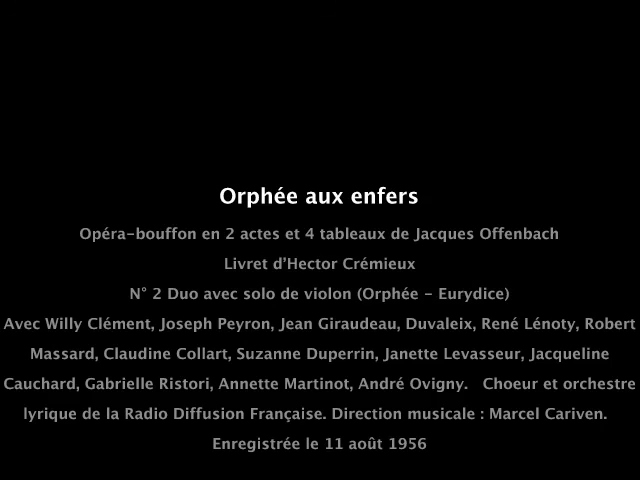 Orphée aux enfers
Opéra-bouffon en 2 actes et 4 tableaux de Jacques Offenbach
Livret d'Hector Crémieux
N° 2 Duo avec solo de violon (Orphée - Eurydice)
Avec Willy Clément, Joseph Peyron, Jean Giraudeau, Duvaleix, René Lénoty, Robert
Massard, Claudine Collart, Suzanne Duperrin, Janette Levasseur, Jacqueline
Cauchard, Gabrielle Ristori, Annette Martinot, André Ovigny.   Choeur et orchestre
lyrique de la Radio Diffusion Française. Direction musicale : Marcel Cariven.
Enregistrée le 11 août 1956